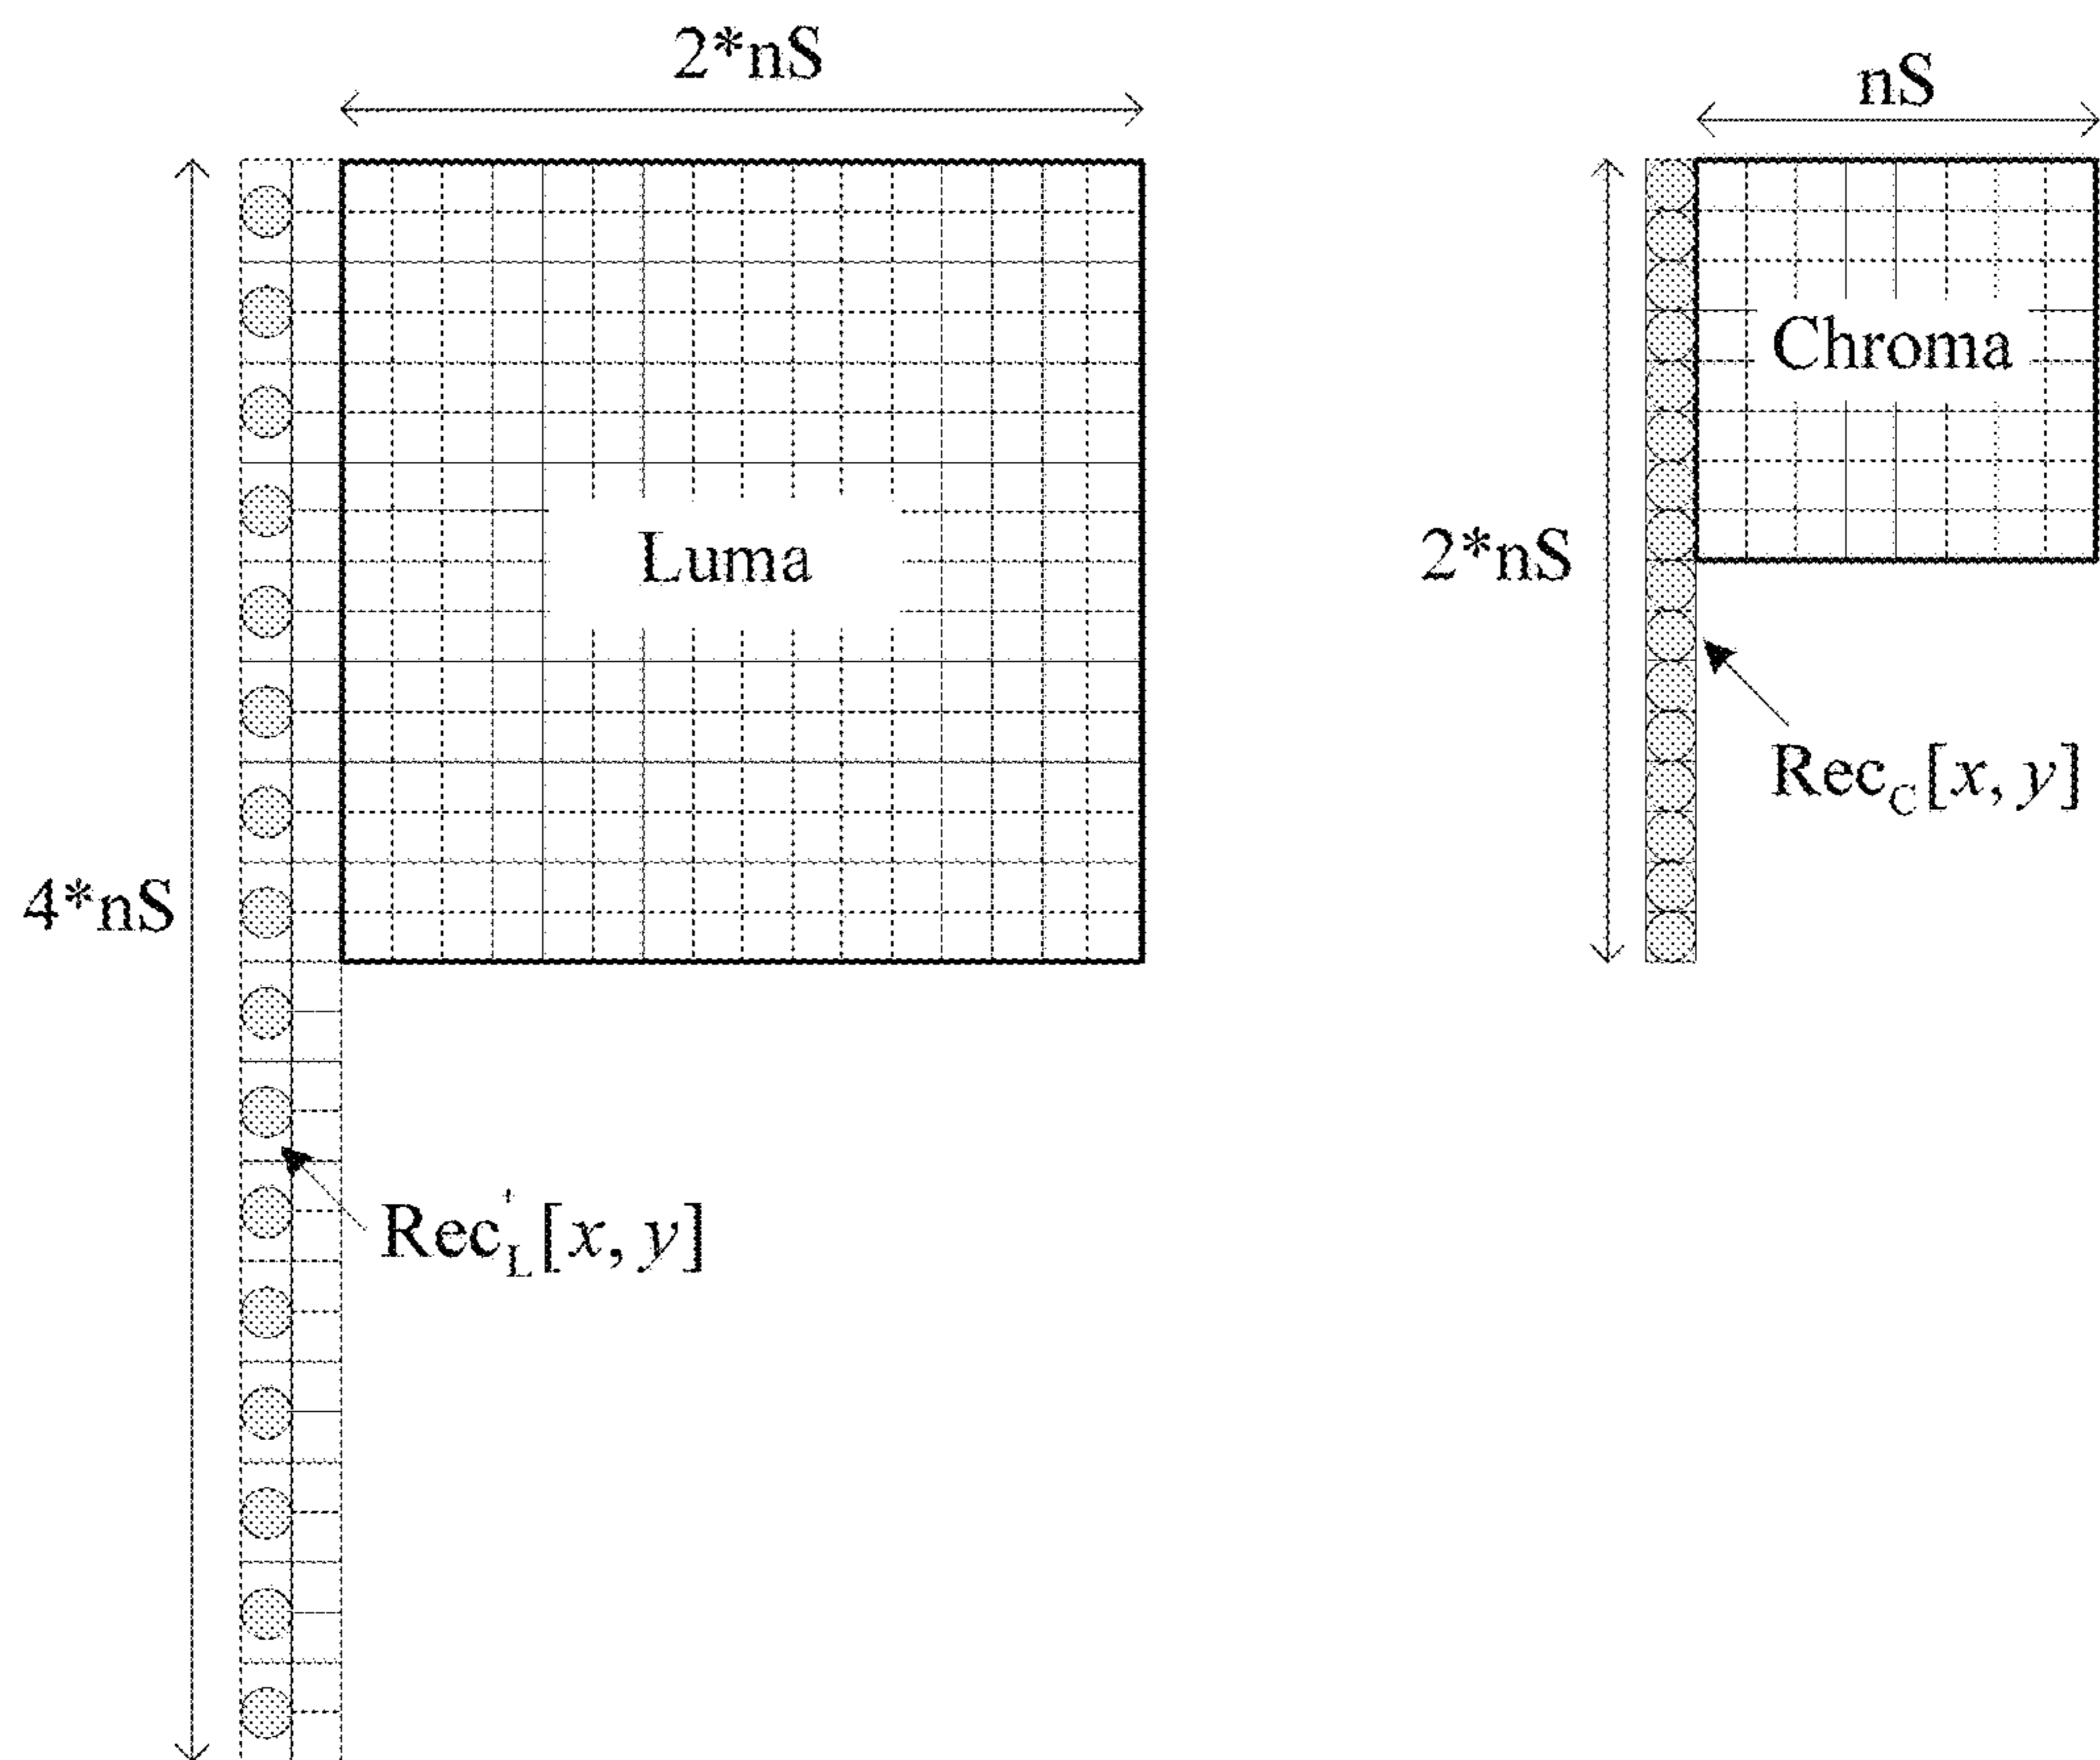 2*nS
nS
Luma
Chroma
2*nS
4*nS
Rec_C[x, y]
Rec'_L[x, y]